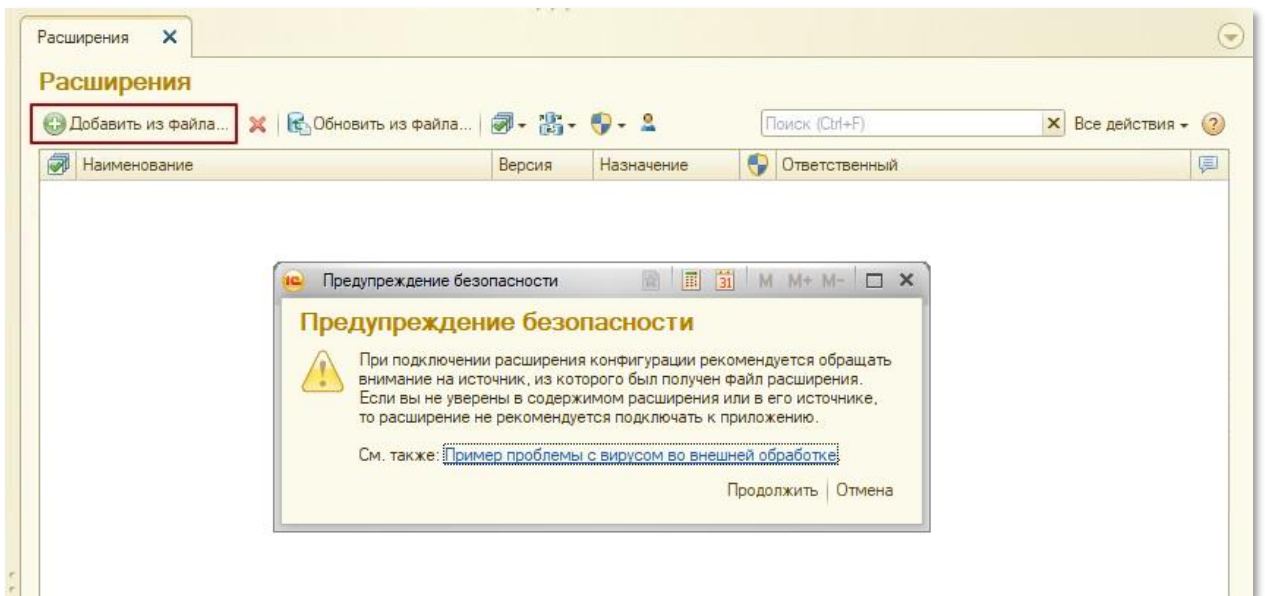 Расширения
Расширения
Добавить из файла... Обновить из файла... Поиск (Ctrl+F) Все действия
Наименование Версия Назначение Ответственный
1С Предупреждение безопасности 31 M M+ M-
Предупреждение безопасности
При подключении расширения конфигурации рекомендуется обращать
внимание на источник, из которого был получен файл расширения.
Если вы не уверены в содержимом расширения или в его источнике,
то расширение не рекомендуется подключать к приложению.
См. также: Пример проблемы с вирусом во внешней обработке.
Продолжить Отмена